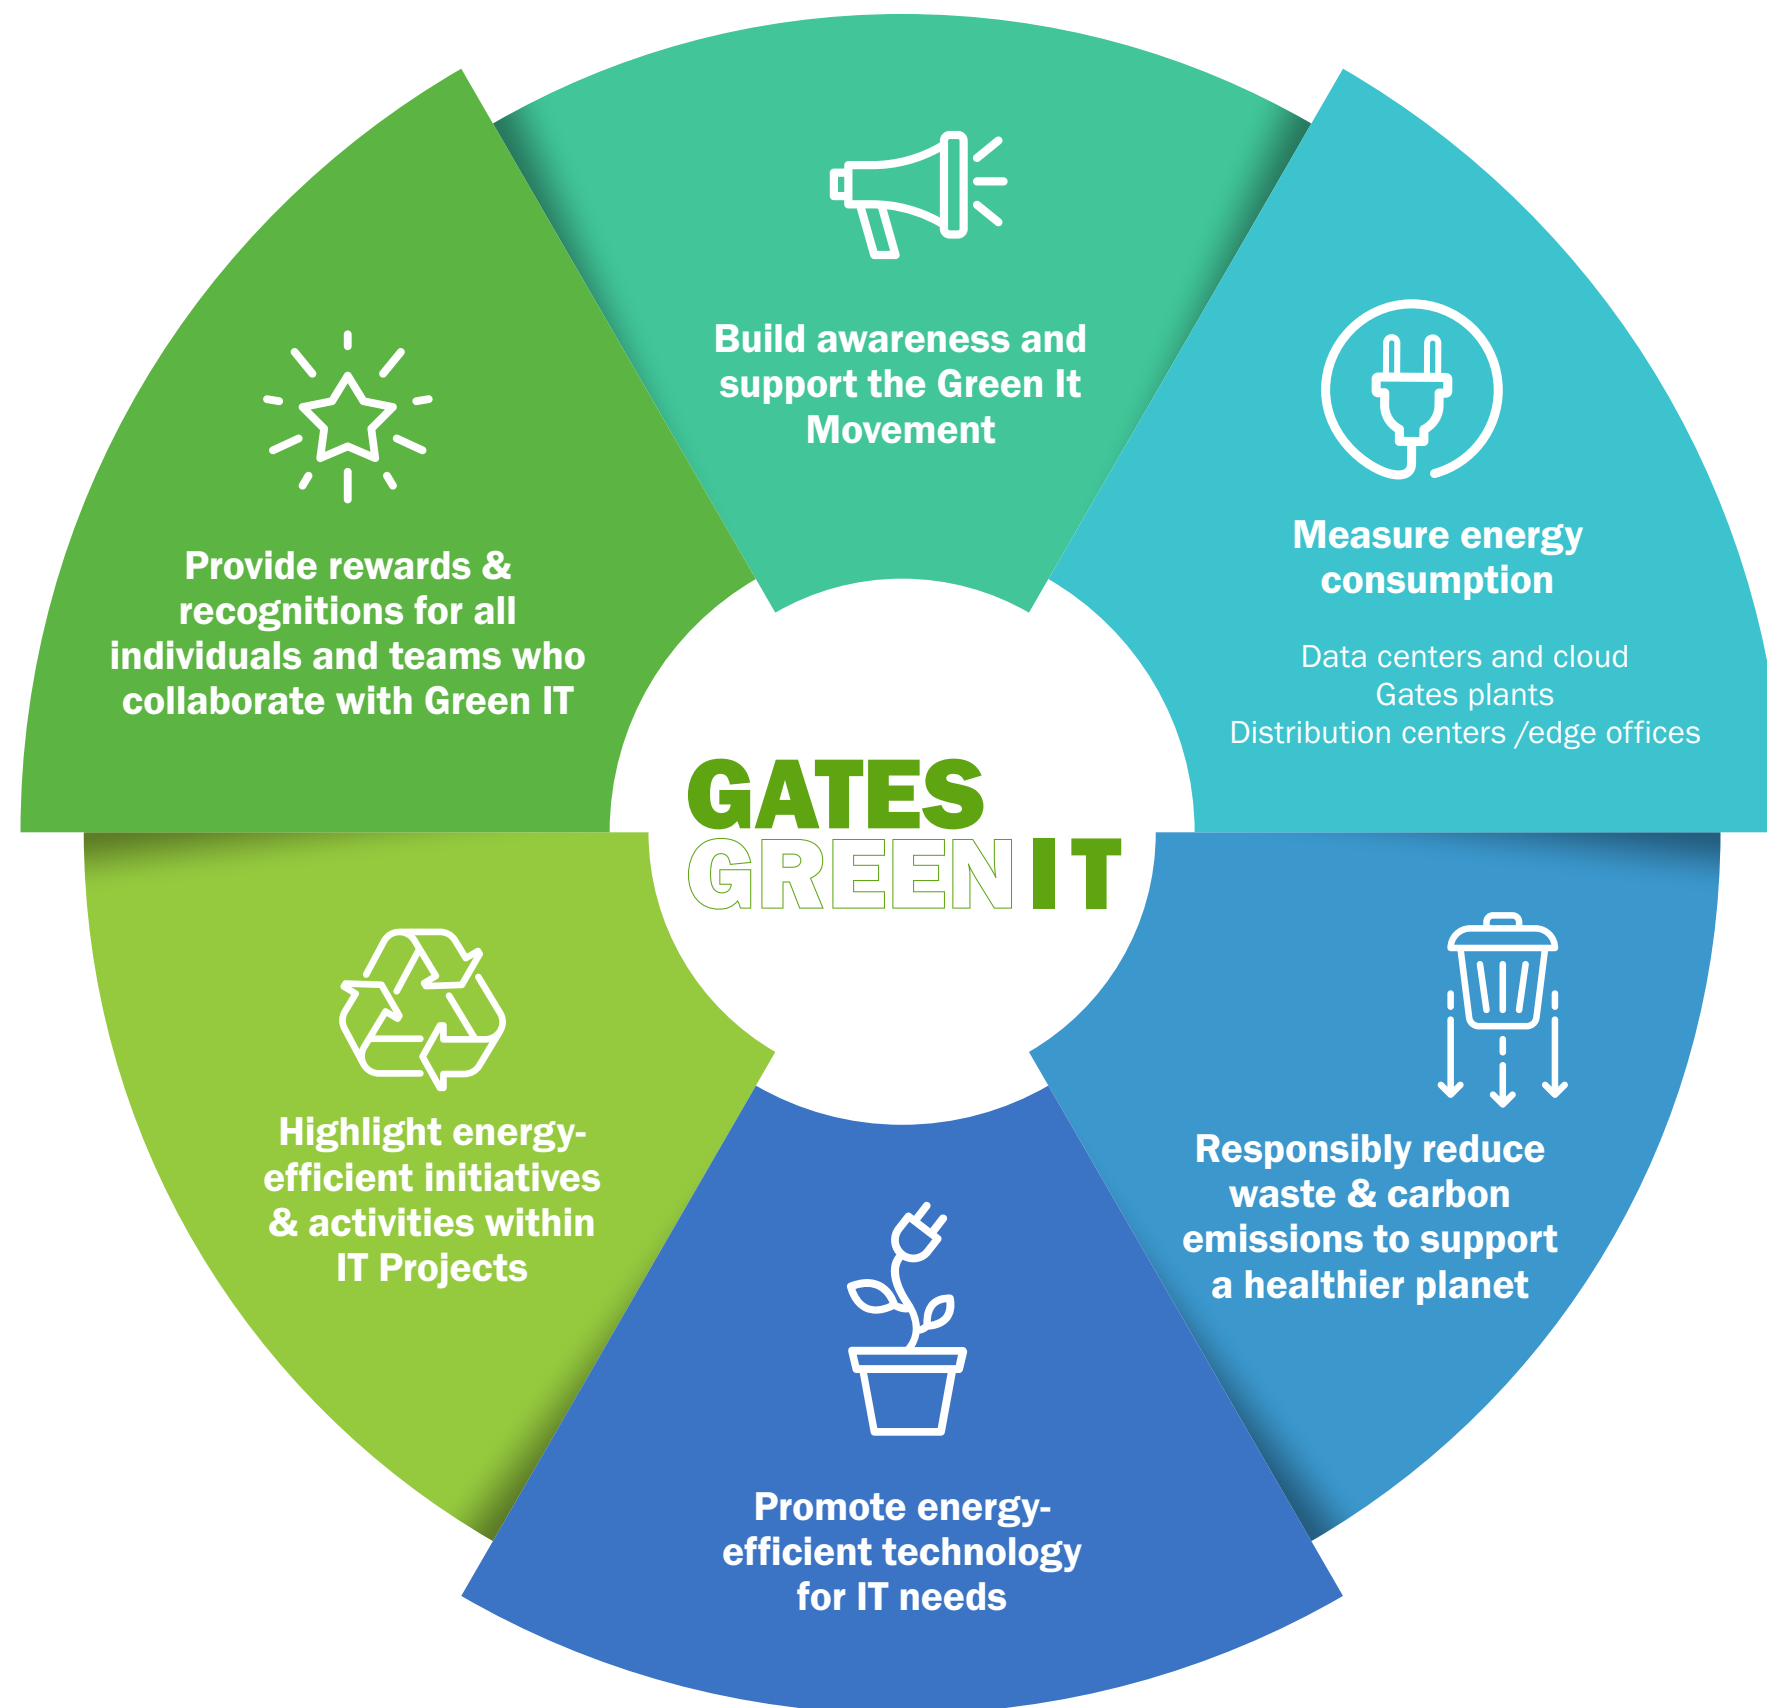 Build awareness and
support the Green It
Movement
Measure energy
consumption
Data centers and cloud
Gates plants
Distribution centers /edge offices
Responsibly reduce
waste & carbon
emissions to support
a healthier planet
Promote energy-
efficient technology
for IT needs
Highlight energy-
efficient initiatives
& activities within
IT Projects
Provide rewards &
recognitions for all
individuals and teams who
collaborate with Green IT
GATES
GREEN IT